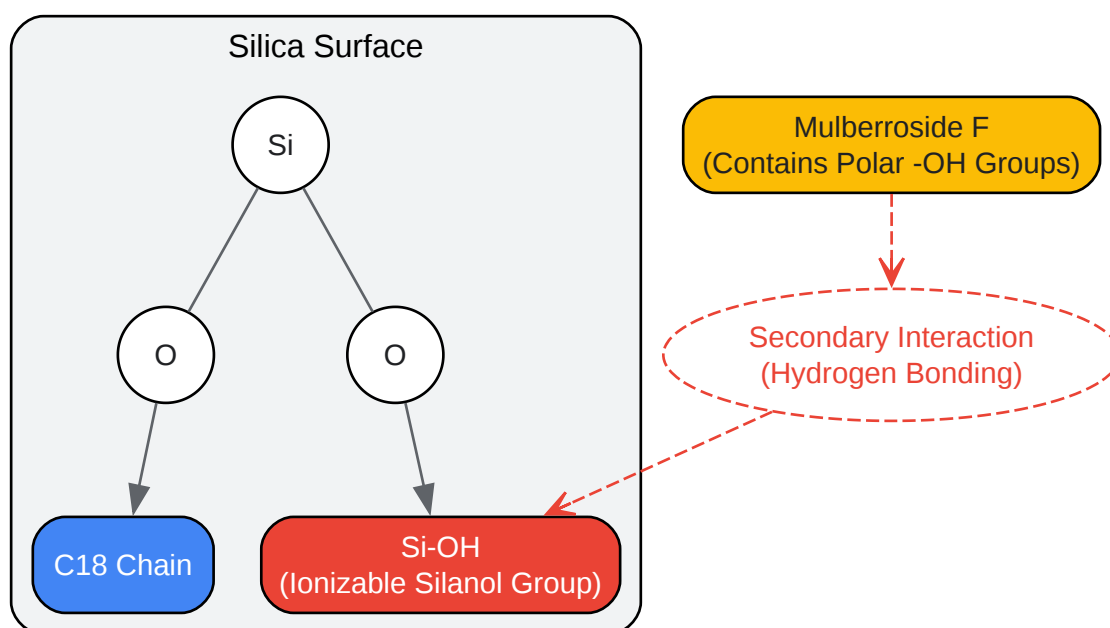 Silica Surface
Si
Mulberroside F
(Contains Polar -OH Groups)
O
O
Secondary Interaction
(Hydrogen Bonding)
C18 Chain
Si-OH
(Ionizable Silanol Group)